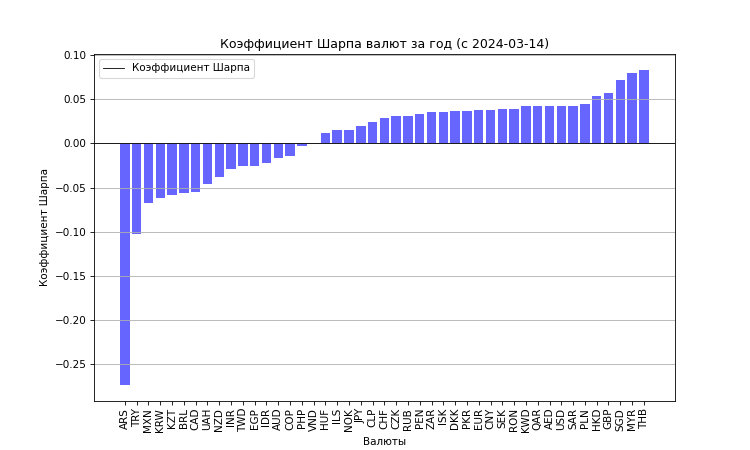 Коэффициент Шарпа валют за год (с 2024-03-14)
Коэффициент Шарпа
0.10
0.05
0.00
−0.05
−0.10
−0.15
−0.20
−0.25
Коэффициент Шарпа
ARS TRY MXN KRW KZT BRL CAD UAH NZD INR TWD EGP IDR AUD COP PHP VND HUF ILS NOK JPY CLP CHF CZK RUB PEN ZAR ISK DKK PKR EUR CNY SEK RON KWD QAR AED USD SAR PLN HKD GBP SGD MYR THB
Валюты